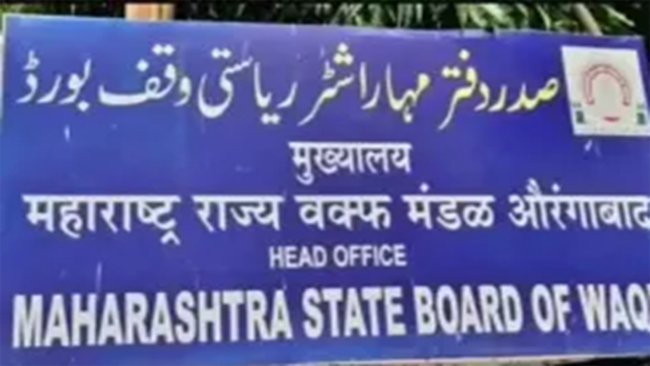 صدر دفتر مہاراشٹر ریاستی وقف بورڈ
मुख्यालय
महाराष्ट्र राज्य वक्फ मंडळ औरंगाबाद
HEAD OFFICE
MAHARASHTRA STATE BOARD OF WAQ